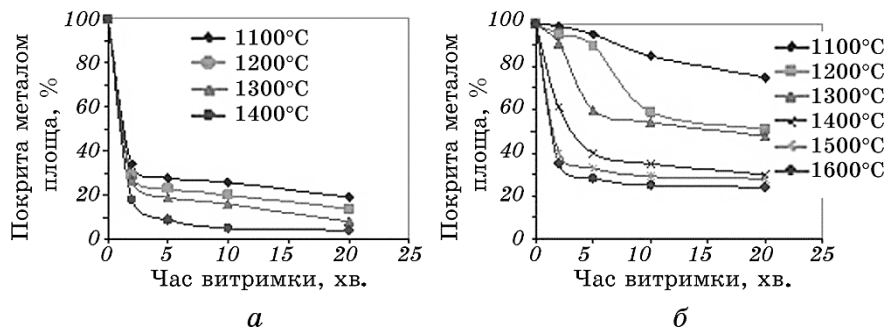 Покрита металом
площа, %
100
80
60
40
20
0
0 5 10 15 20 25
Час витримки, хв.
1100°C
1200°C
1300°C
1400°C
а
Покрита металом
площа, %
100
80
60
40
20
0
0 5 10 15 20 25
Час витримки, хв.
1100°C
1200°C
1300°C
1400°C
1500°C
1600°C
б